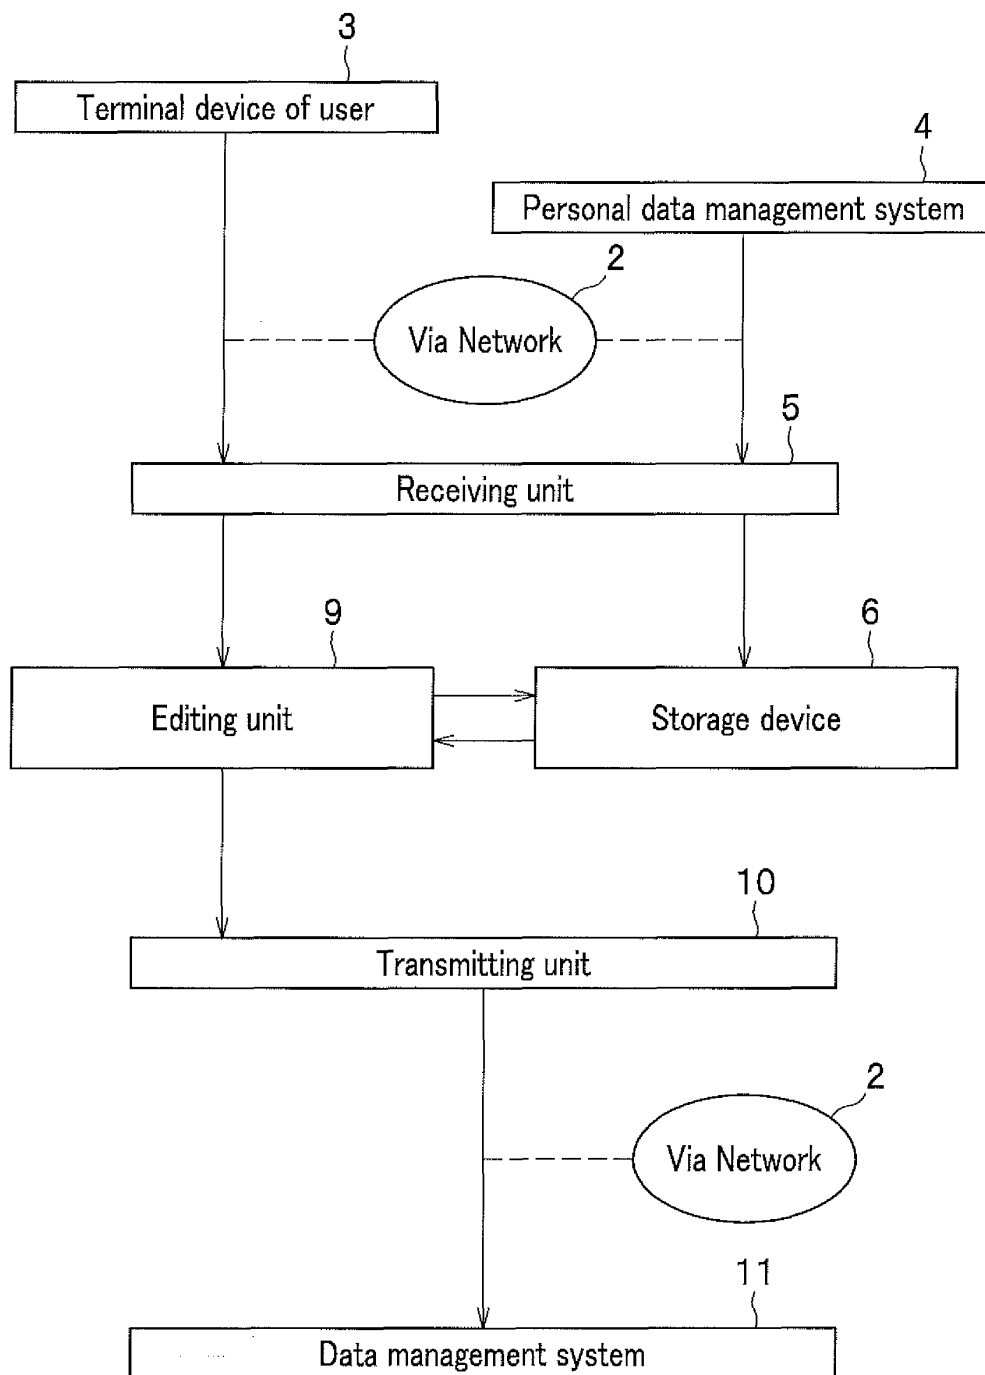 3
Terminal device of user
4
Personal data management system
2
Via Network
5
Receiving unit
9
6
Editing unit
Storage device
10
Transmitting unit
2
Via Network
11
Data management system